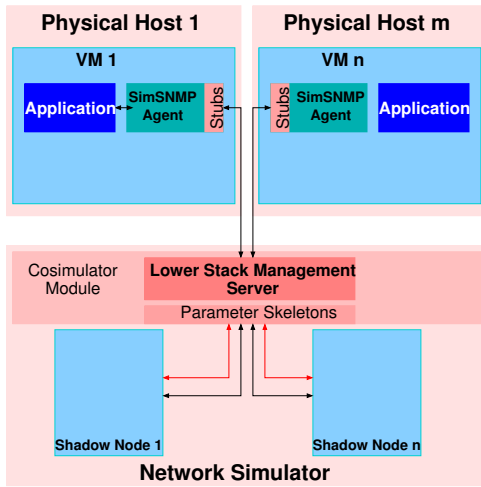 Physical Host 1
Physical Host m
VM 1
VM n
Application
SimSNMP
Agent
Stubs
Stubs
SimSNMP
Agent
Application
Cosimulator
Module
Lower Stack Management
Server
Parameter Skeletons
Shadow Node 1
Shadow Node n
Network Simulator